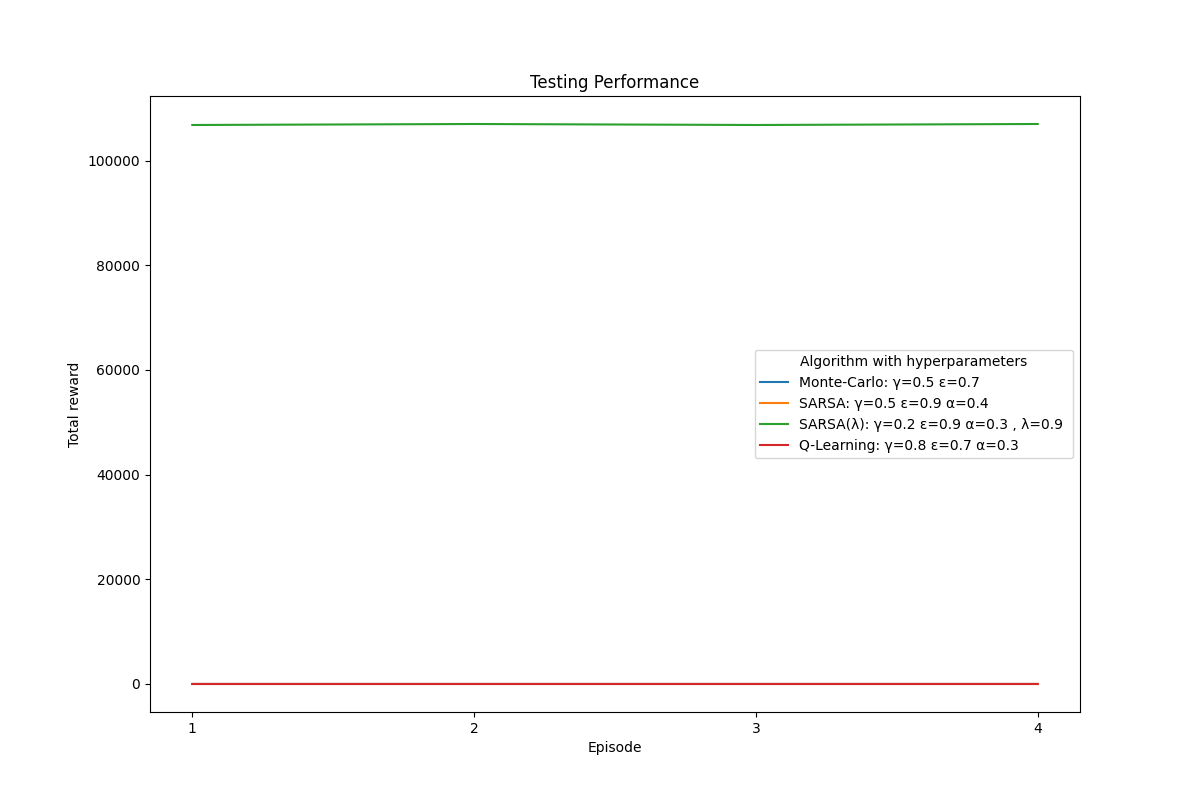 Testing Performance
100000
80000
60000
40000
20000
0
Total reward
Algorithm with hyperparameters
Monte-Carlo: γ=0.5 ε=0.7
SARSA: γ=0.5 ε=0.9 α=0.4
SARSA(λ): γ=0.2 ε=0.9 α=0.3 , λ=0.9
Q-Learning: γ=0.8 ε=0.7 α=0.3
1 2 3 4
Episode